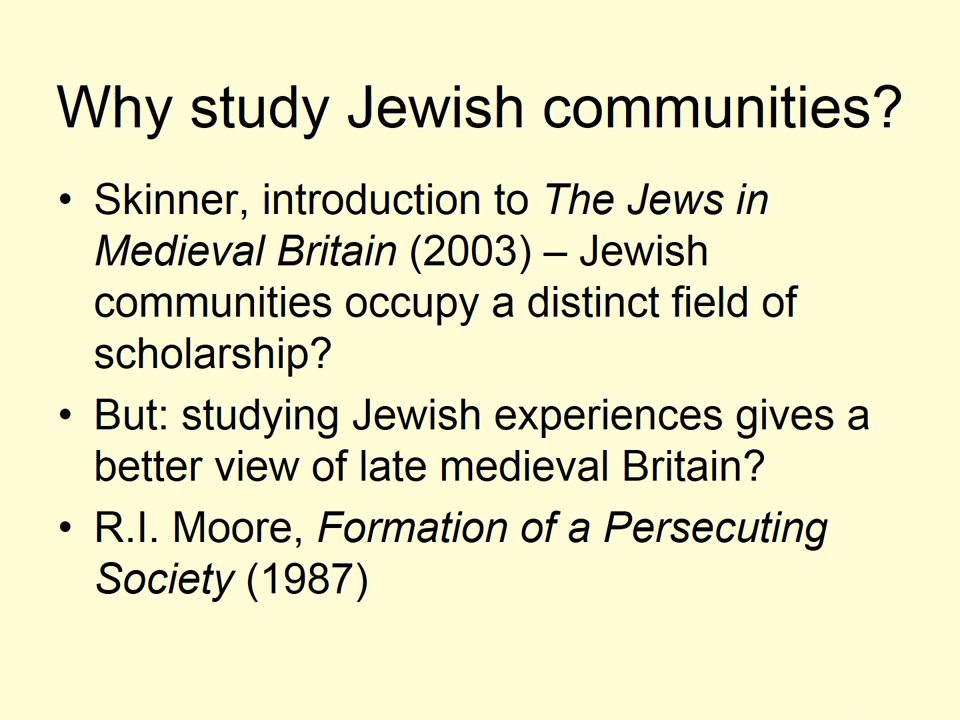 Why study Jewish communities?
• Skinner, introduction to The Jews in
Medieval Britain (2003) – Jewish
communities occupy a distinct field of
scholarship?
• But: studying Jewish experiences gives a
better view of late medieval Britain?
• R.I. Moore, Formation of a Persecuting
Society (1987)